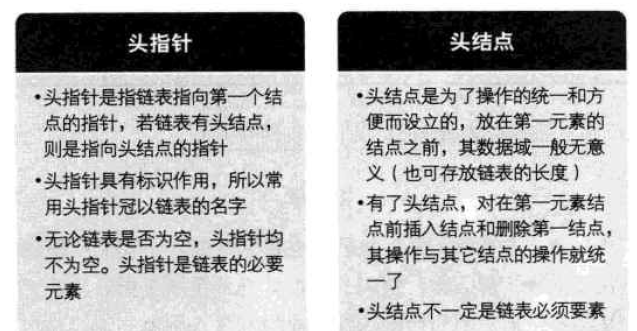 头指针
•头指针是指链表指向第一个结
点的指针，若链表有头结点，
则是指向头结点的指针
•头指针具有标识作用，所以常
用头指针冠以链表的名字
•无论链表是否为空，头指针均
不为空。头指针是链表的必要
元素
头结点
•头结点是为了操作的统一和方
便而设立的，放在第一元素的
结点之前，其数据域一般无意
义（也可存放链表的长度）
•有了头结点，对在第一元素结
点前插入结点和删除第一结点，
其操作与其它结点的操作就统
一了
•头结点不一定是链表必须要素